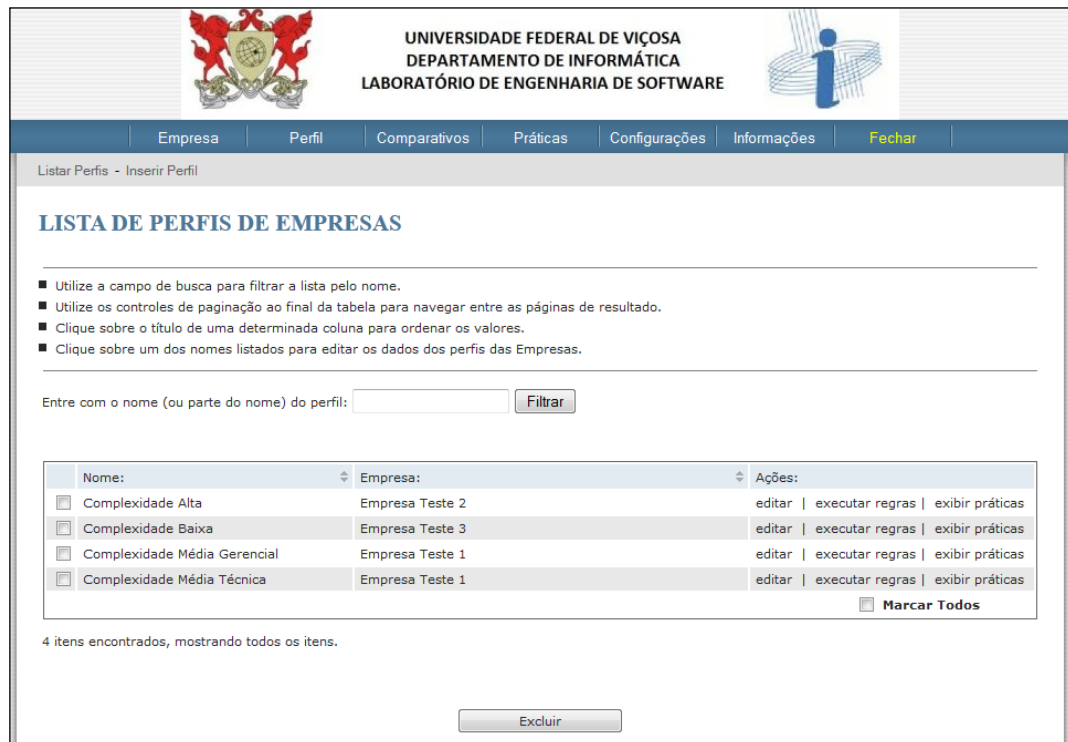 UNIVERSIDADE FEDERAL DE VIÇOSA
DEPARTAMENTO DE INFORMÁTICA
LABORATÓRIO DE ENGENHARIA DE SOFTWARE
Empresa Perfil Comparativos Práticas Configurações Informações Fechar
Listar Perfis - Inserir Perfil
LISTA DE PERFIS DE EMPRESAS
Utilize a campo de busca para filtrar a lista pelo nome.
Utilize os controles de paginação ao final da tabela para navegar entre as páginas de resultado.
Clique sobre o título de uma determinada coluna para ordenar os valores.
Clique sobre um dos nomes listados para editar os dados dos perfis das Empresas.
Entre com o nome (ou parte do nome) do perfil: Filtrar
Nome: Empresa: Ações:
Complexidade Alta Empresa Teste 2 editar | executar regras | exibir práticas
Complexidade Baixa Empresa Teste 3 editar | executar regras | exibir práticas
Complexidade Média Gerencial Empresa Teste 1 editar | executar regras | exibir práticas
Complexidade Média Técnica Empresa Teste 1 editar | executar regras | exibir práticas
Marcar Todos
4 itens encontrados, mostrando todos os itens.
Excluir